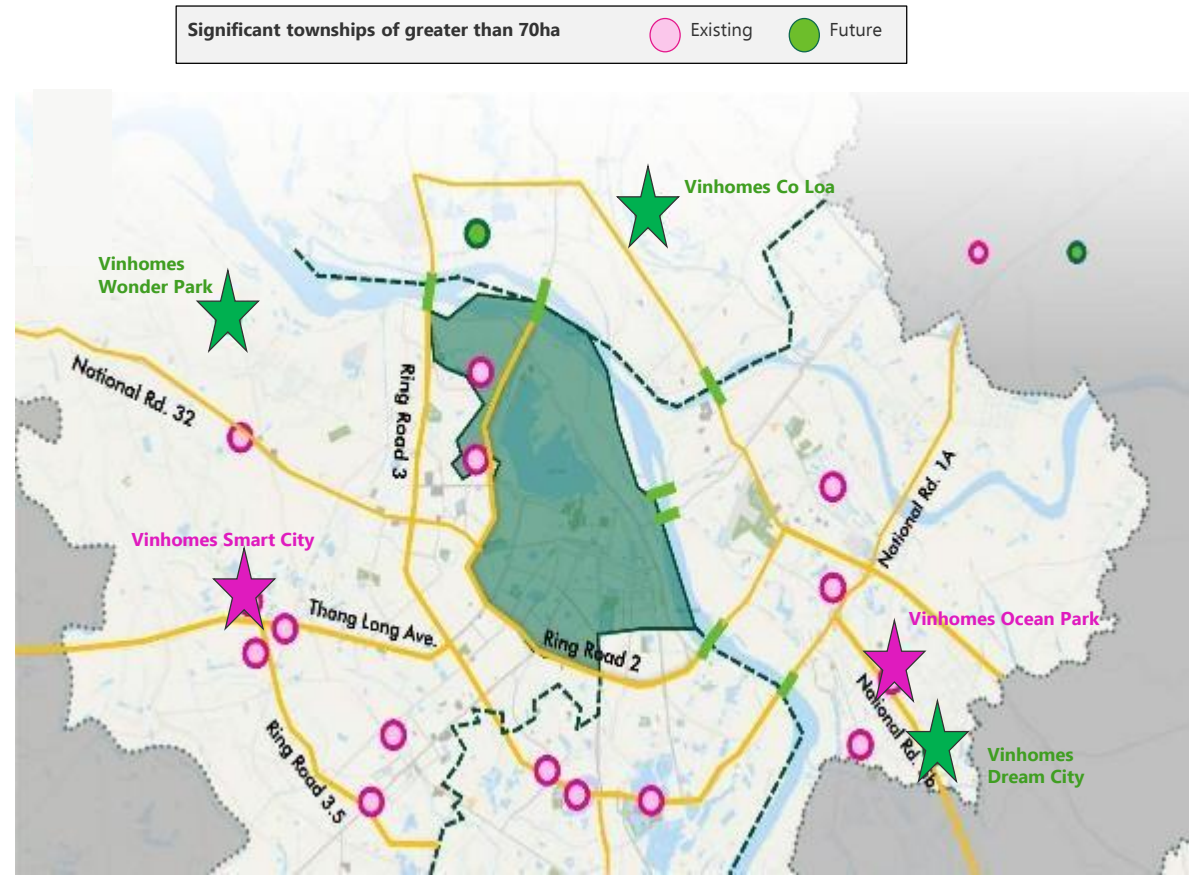 Significant townships of greater than 70ha
Existing
Future
Vinhomes Co Loa
Vinhomes
Wonder Park
National Rd. 32
Ring Road 3
National Rd. 1A
Vinhomes Smart City
Thang Long Ave.
Ring Road 2
Vinhomes Ocean Park
National Rd.
Ring Road 3.5
Vinhomes
Dream City